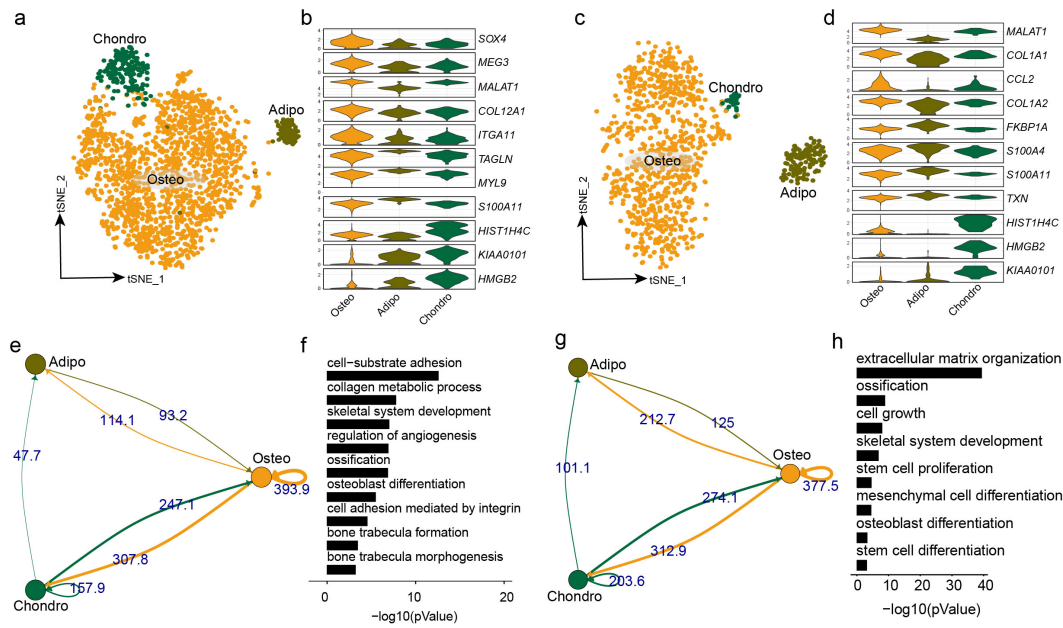 a
Chondro
Adipo
Osteo
tSNE_2
tSNE_1
b
SOX4
MEG3
MALAT1
COL12A1
ITGA11
TAGLN
MYL9
S100A11
HIST1H4C
KIAA0101
HMGB2
Osteo
Adipo
Chondro
c
Chondro
Osteo
Adipo
tSNE_2
tSNE_1
d
MALAT1
COL1A1
CCL2
COL1A2
FKBP1A
S100A4
S100A11
TXN
HIST1H4C
HMGB2
KIAA0101
Osteo
Adipo
Chondro
e
Adipo
93.2
114.1
47.7
Osteo
393.9
247.1
307.8
157.9
Chondro
f
cell−substrate adhesion
collagen metabolic process
skeletal system development
regulation of angiogenesis
ossification
osteoblast differentiation
cell adhesion mediated by integrin
bone trabecula formation
bone trabecula morphogenesis
0 10 20
−log10(pValue)
g
Adipo
125
212.7
101.1
Osteo
377.5
274.1
312.9
203.6
Chondro
h
extracellular matrix organization
ossification
cell growth
skeletal system development
stem cell proliferation
mesenchymal cell differentiation
osteoblast differentiation
stem cell differentiation
0 10 20 30 40
−log10(pValue)